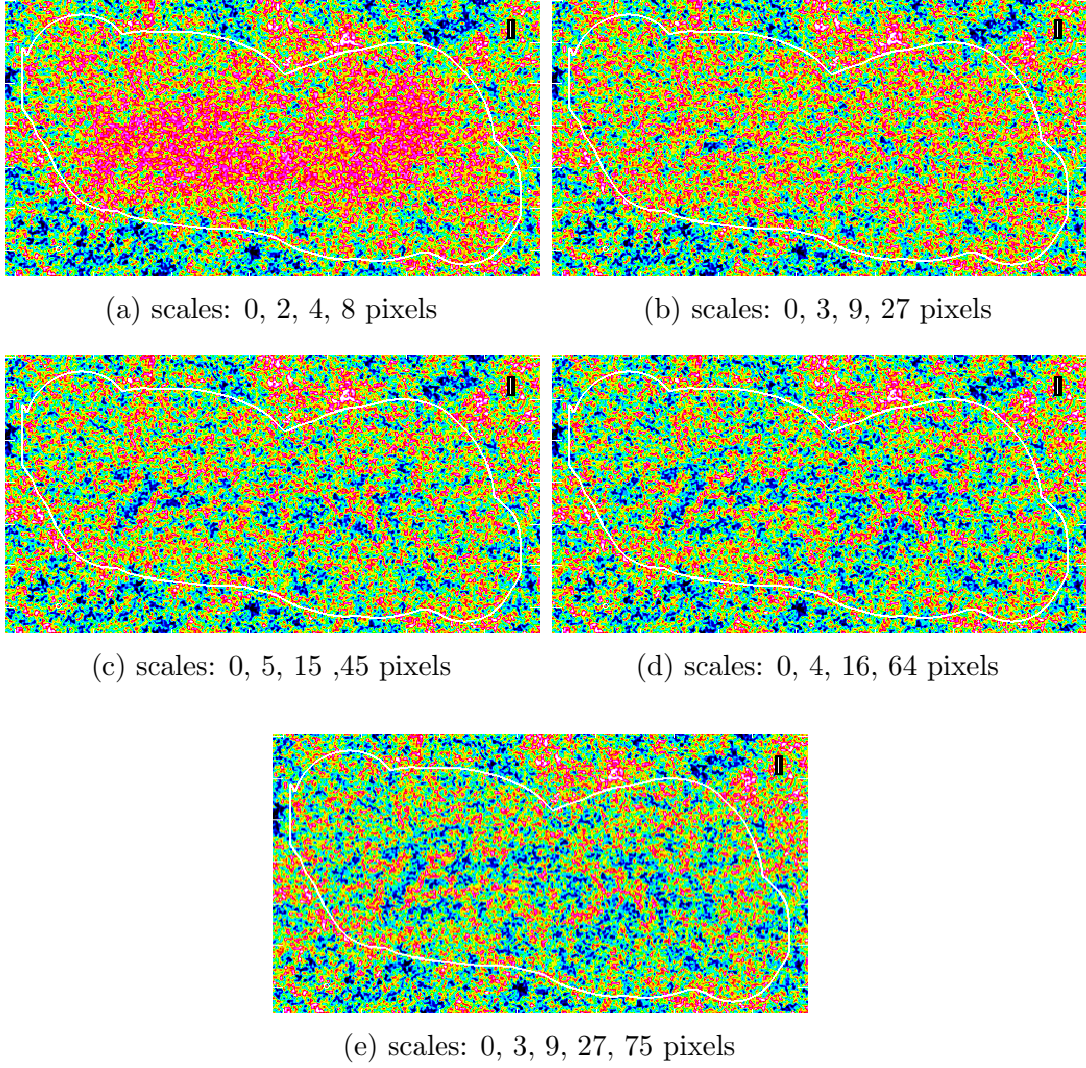 (a) scales: 0, 2, 4, 8 pixels
(b) scales: 0, 3, 9, 27 pixels
(c) scales: 0, 5, 15 ,45 pixels
(d) scales: 0, 4, 16, 64 pixels
(e) scales: 0, 3, 9, 27, 75 pixels